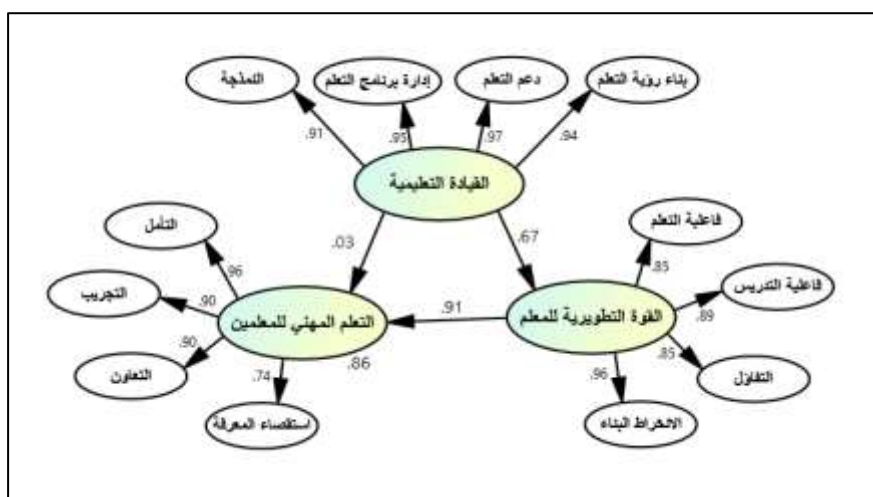 بناء رؤية التعلم
دعم التعلم
إدارة برنامج التعلم
النمذجة
.94
.97
.95
.91
القيادة التعليمية
.67
.03
فاعلية التعلم
.85
فاعلية التدريس
.89
القوة التطويرية للمعلم
.85
التفاؤل
.96
الانخراط البناء
.91
التأمل
.96
التجريب
.90
التعلم المهني للمعلمين
.86
.90
التعاون
.74
استقصاء المعرفة